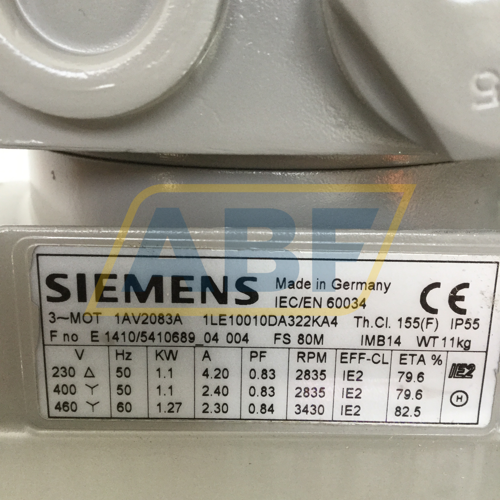 5
ABF
SIEMENS Made in Germany
IEC/EN 60034 CE
3~MOT 1AV2083A 1LE10010DA322KA4 Th.Cl. 155(F) IP55
F no E 1410/5410689_04 004 FS 80M IMB14 WT 11kg
V Hz KW A PF RPM EFF-CL ETA %
230 △ 50 1.1 4.20 0.83 2835 IE2 79.6 IE2
400 Y 50 1.1 2.40 0.83 2835 IE2 79.6 H
460 Y 60 1.27 2.30 0.84 3430 IE2 82.5